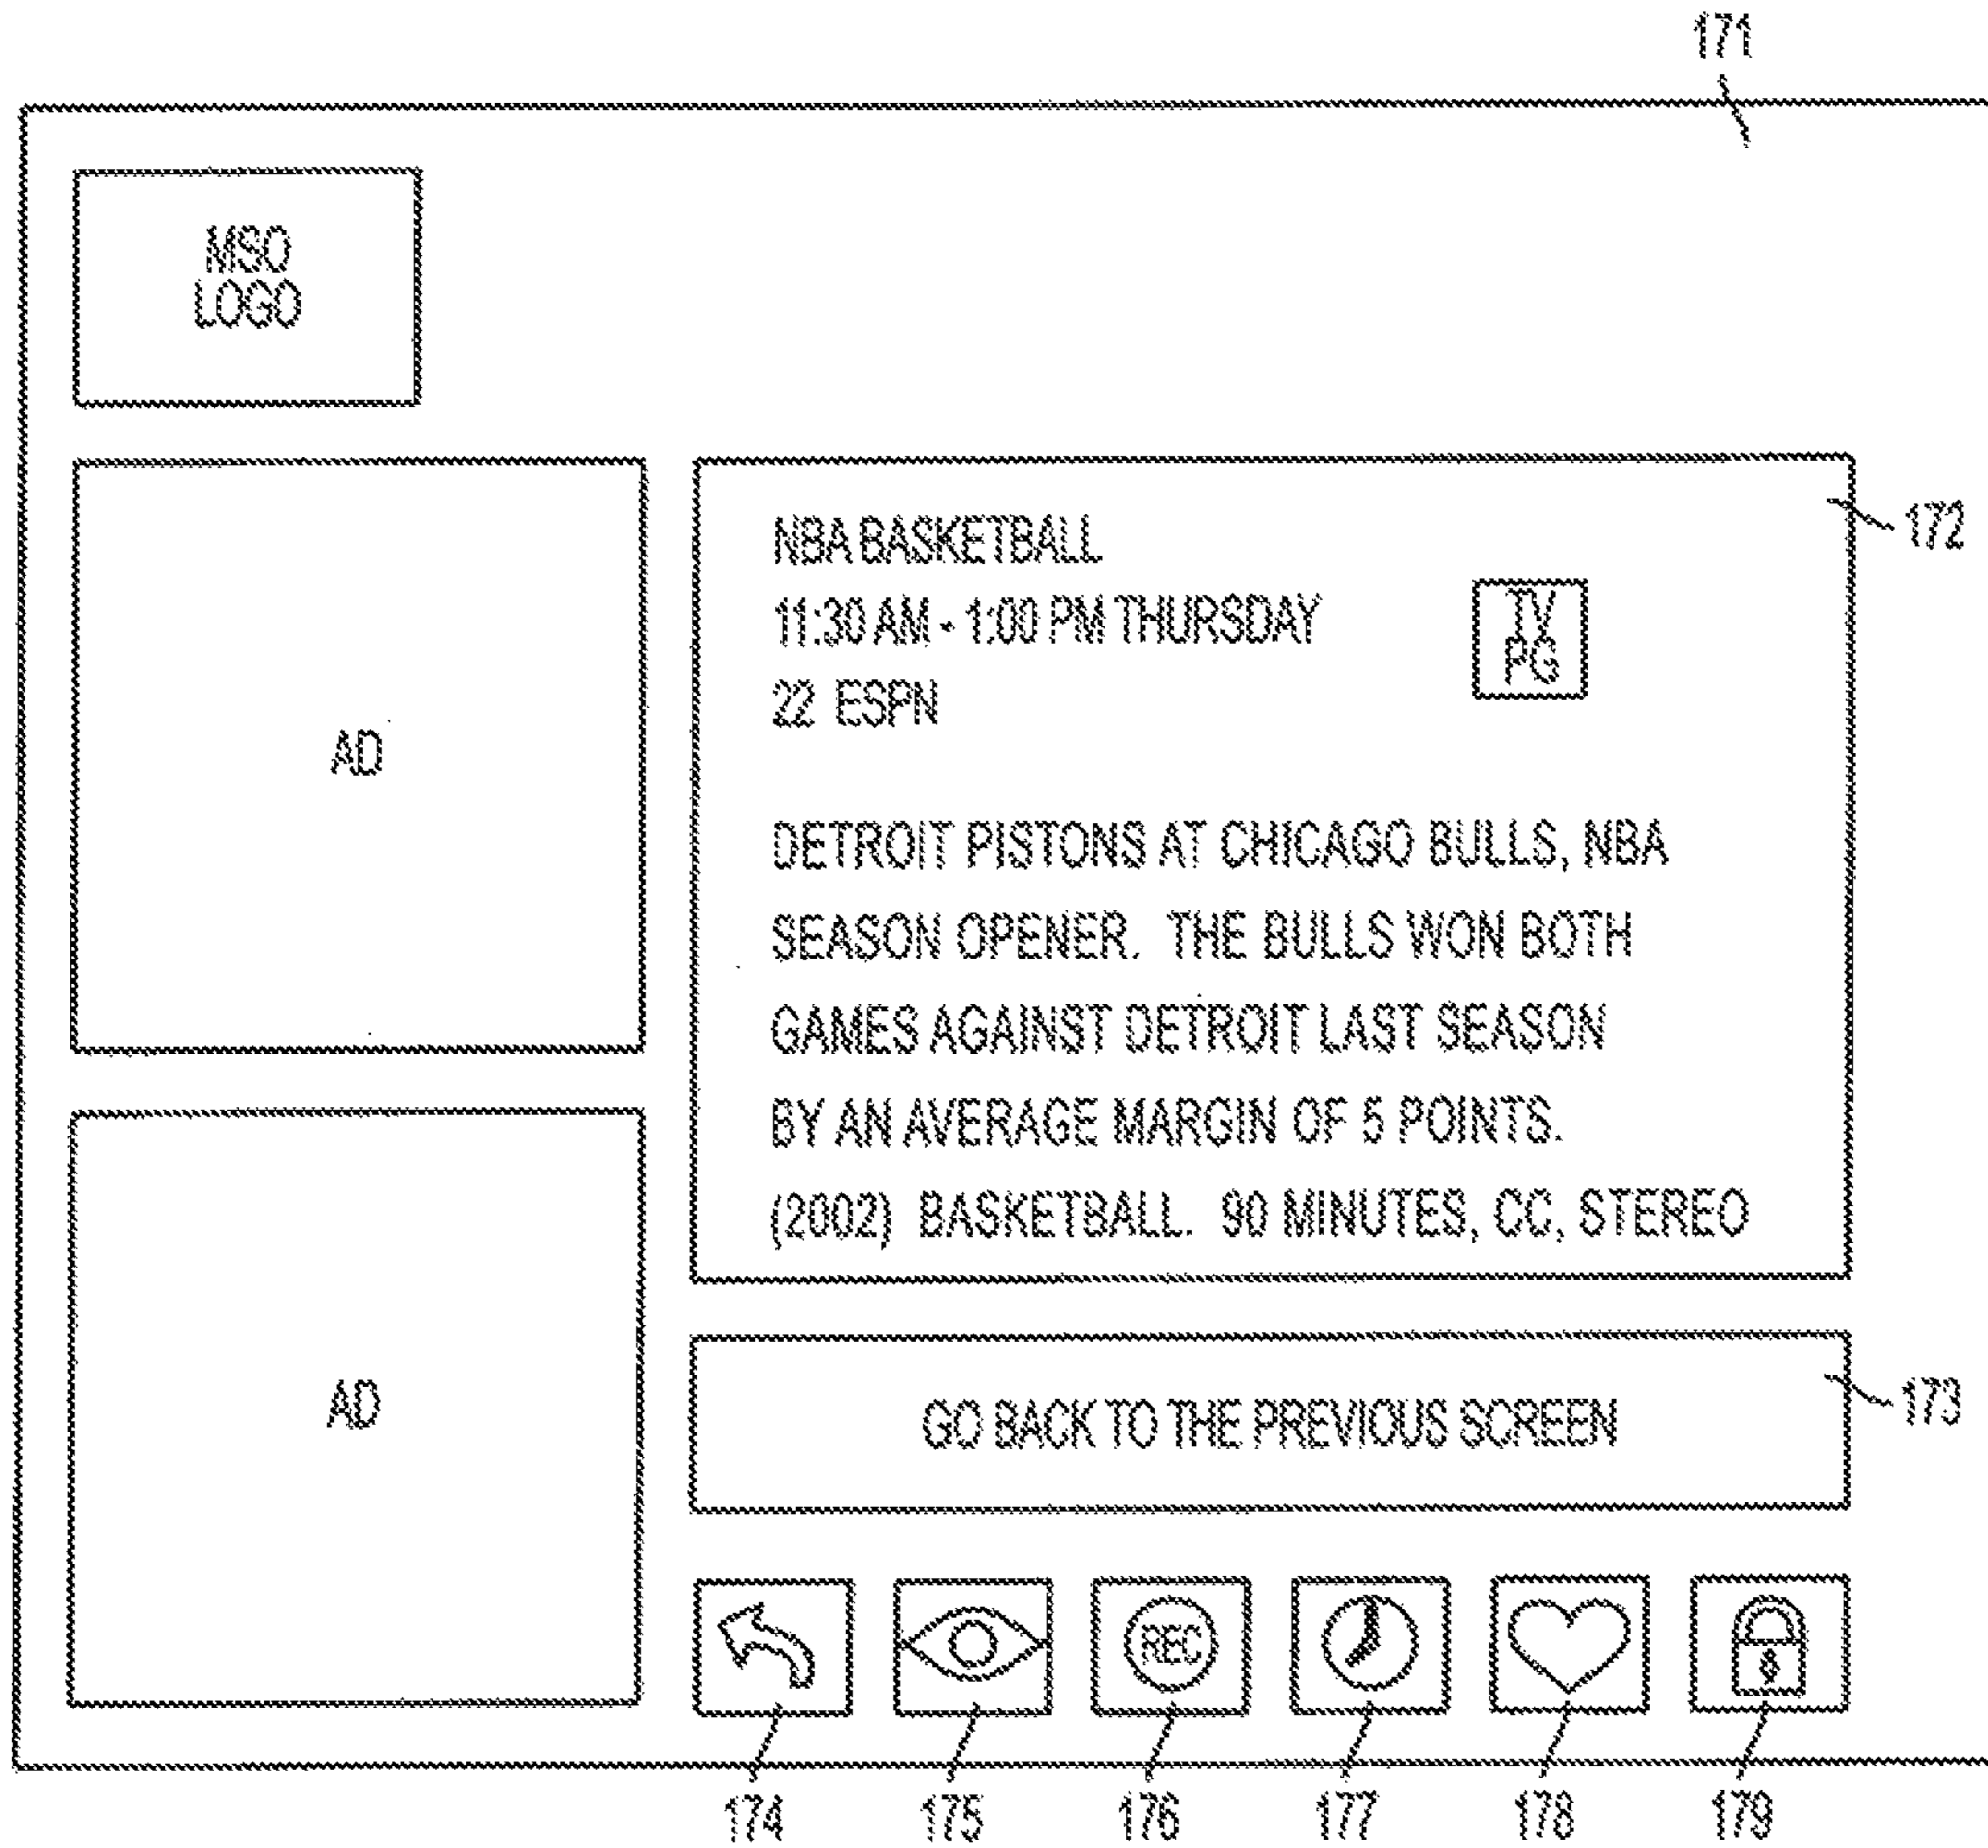 171
MSO
LOGO
AD
NBA BASKETBALL
11:30 AM - 1:00 PM THURSDAY
22 ESPN
TV
PG
172
DETROIT PISTONS AT CHICAGO BULLS, NBA
SEASON OPENER. THE BULLS WON BOTH
GAMES AGAINST DETROIT LAST SEASON
BY AN AVERAGE MARGIN OF 5 POINTS.
(2002) BASKETBALL. 90 MINUTES, CC, STEREO
AD
GO BACK TO THE PREVIOUS SCREEN
173
REC
174 175 176 177 178 179